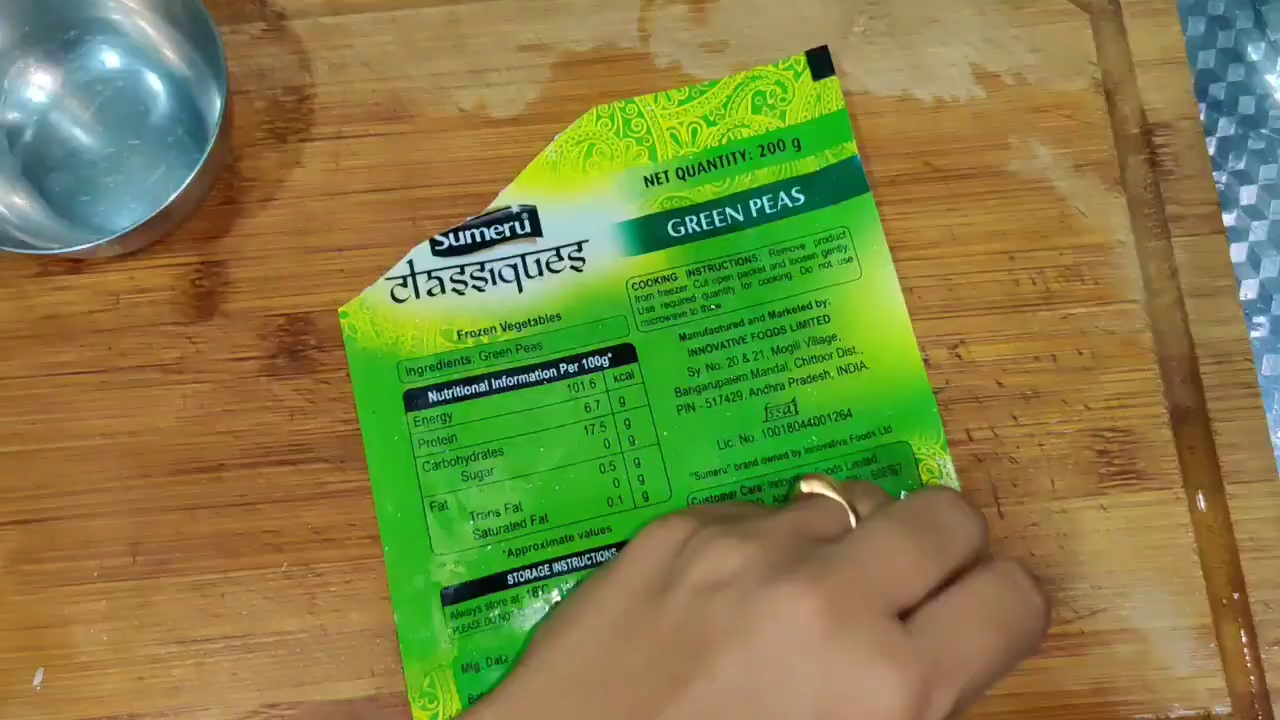 NET QUANTITY: 200 g
GREEN PEAS
Sumeru®
classiques
Frozen Vegetables
Ingredients: Green Peas
Nutritional Information Per 100g*
Energy 101.6 kcal
Protein 6.7 g
Carbohydrates 17.5 g
Sugar 0 g
Fat 0.5 g
Trans Fat 0 g
Saturated Fat 0.1 g
*Approximate values
STORAGE INSTRUCTIONS
Always store at -18°C
PLEASE DO NOT
Mfg. Date
COOKING INSTRUCTIONS: Remove product
from freezer. Cut open packet and loosen gently.
Use required quantity for cooking. Do not use
microwave to thaw.
Manufactured and Marketed by:
INNOVATIVE FOODS LIMITED
Sy. No. 20 & 21, Mogili Village,
Bangarupalem Mandal, Chittoor Dist.,
PIN - 517429, Andhra Pradesh, INDIA.
fssai
Lic. No. 10018044001264
"Sumeru" brand owned by Innovative Foods Ltd
Customer Care: Foods Limited,